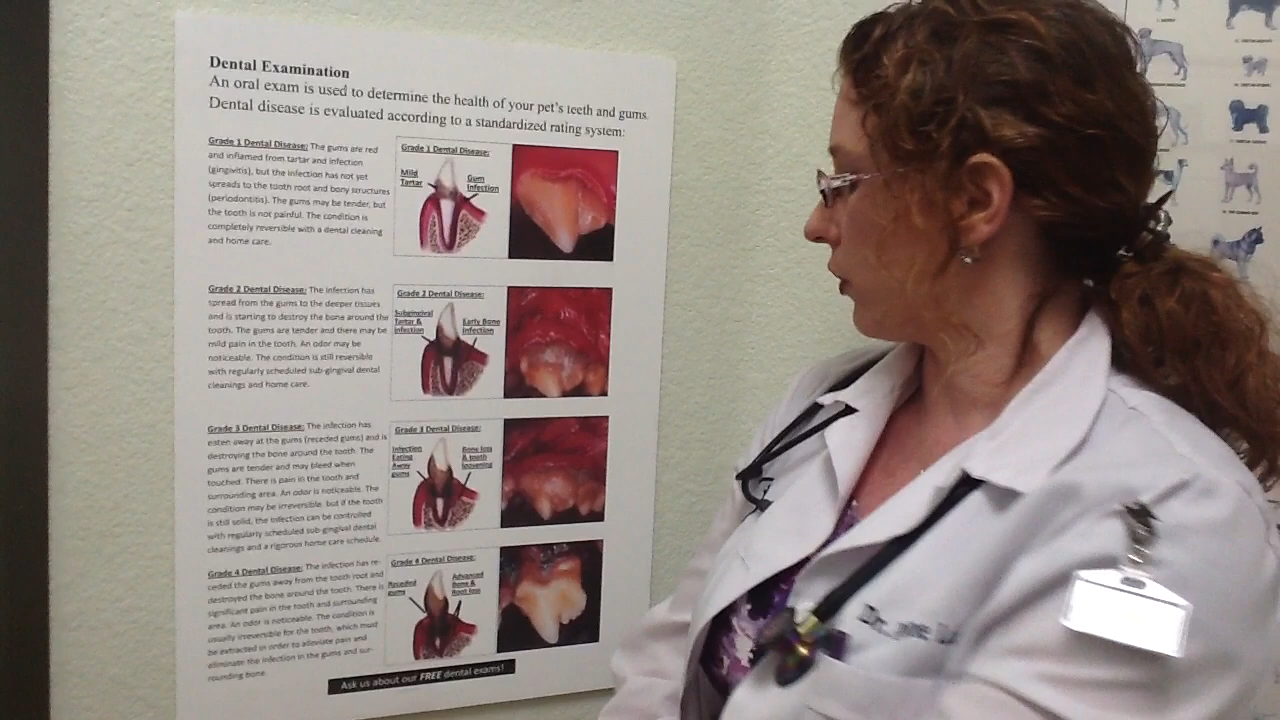 Dental Examination
An oral exam is used to determine the health of your pet's teeth and gums.
Dental disease is evaluated according to a standardized rating system:
Grade 1 Dental Disease: The gums are red
and inflamed from tartar and infection
(gingivitis), but the infection has not yet
spreads to the tooth root and bony structures
(periodontitis). The gums may be tender, but
the tooth is not painful. The condition is
completely reversible with a dental cleaning
and home care.
Grade 1 Dental Disease:
Mild
Tartar
Gum
Infection
Grade 2 Dental Disease: The infection has
spread from the gums to the deeper tissues
and is starting to destroy the bone around the
tooth. The gums are tender and there may be
mild pain in the tooth. An odor may be
noticeable. The condition is still reversible
with regularly scheduled sub-gingival dental
cleanings and home care.
Grade 2 Dental Disease:
Subgingival
Tartar &
Infection
Early Bone
Infection
Grade 3 Dental Disease: The infection has
eaten away at the gums (receded gums) and is
destroying the bone around the tooth. The
gums are tender and may bleed when
touched. There is pain in the tooth and
surrounding area. An odor is noticeable. The
condition may be irreversible, but if the tooth
is still solid, the infection can be controlled
with regularly scheduled sub-gingival dental
cleanings and a rigorous home care schedule.
Grade 3 Dental Disease:
Infection
Eating
Away
gums
Bone loss
& tooth
loosening
Grade 4 Dental Disease: The infection has re-
ceded the gums away from the tooth root and
destroyed the bone around the tooth. There is
significant pain in the tooth and surrounding
area. An odor is noticeable. The condition is
usually irreversible for the tooth, which must
be extracted in order to alleviate pain and
eliminate the infection in the gums and sur-
rounding bone.
Grade 4 Dental Disease:
Receded
gums
Advanced
Bone &
Root loss
Ask us about our FREE dental exams!
Dr.